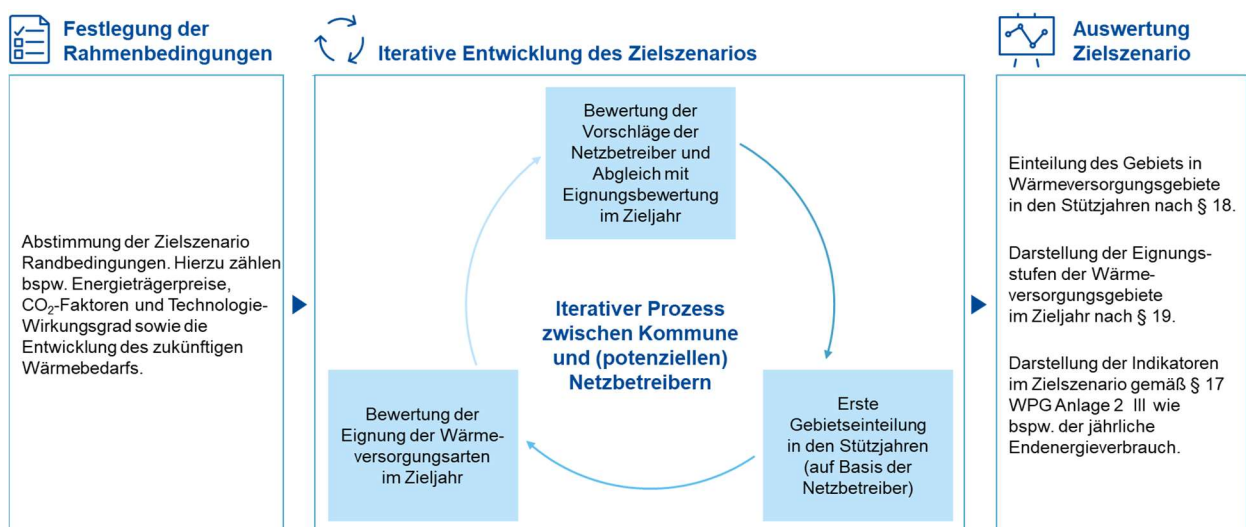 Festlegung der
Rahmenbedingungen
Abstimmung der Zielszenario
Randbedingungen. Hierzu zählen
bspw. Energieträgerpreise,
CO₂-Faktoren und Technologie-
Wirkungsgrad sowie die
Entwicklung des zukünftigen
Wärmebedarfs.
Iterative Entwicklung des Zielszenarios
Bewertung der
Vorschläge der
Netzbetreiber und
Abgleich mit
Eignungsbewertung
im Zieljahr
Iterativer Prozess
zwischen Kommune
und (potenziellen)
Netzbetreibern
Erste
Gebietseinteilung
in den Stützjahren
(auf Basis der
Netzbetreiber)
Bewertung der
Eignung der Wärme-
versorgungsarten
im Zieljahr
Auswertung
Zielszenario
Einteilung des Gebiets in
Wärmeversorgungsgebiete
in den Stützjahren nach § 18.
Darstellung der Eignungs-
stufen der Wärme-
versorgungsgebiete
im Zieljahr nach § 19.
Darstellung der Indikatoren
im Zielszenario gemäß § 17
WPG Anlage 2 III wie
bspw. der jährliche
Endenergieverbrauch.